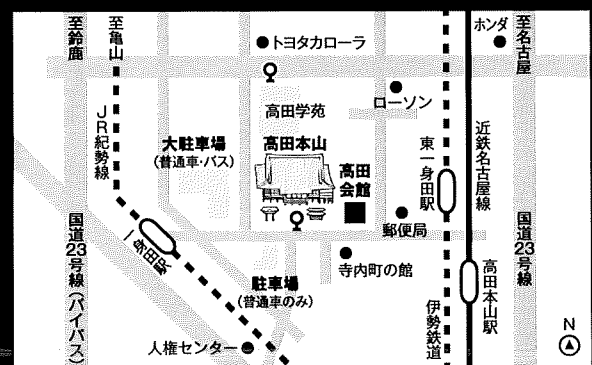 至鈴鹿
至亀山
トヨタカローラ
ホンダ
至名古屋
JR紀勢線
高田学苑
ローソン
大駐車場
(普通車・バス)
高田本山
高田
会館
東一身田駅
近鉄名古屋線
国道23号線(バイパス)
一身田駅
郵便局
国道23号線
駐車場
(普通車のみ)
寺内町の館
高田本山駅
伊勢鉄道
人権センター
N